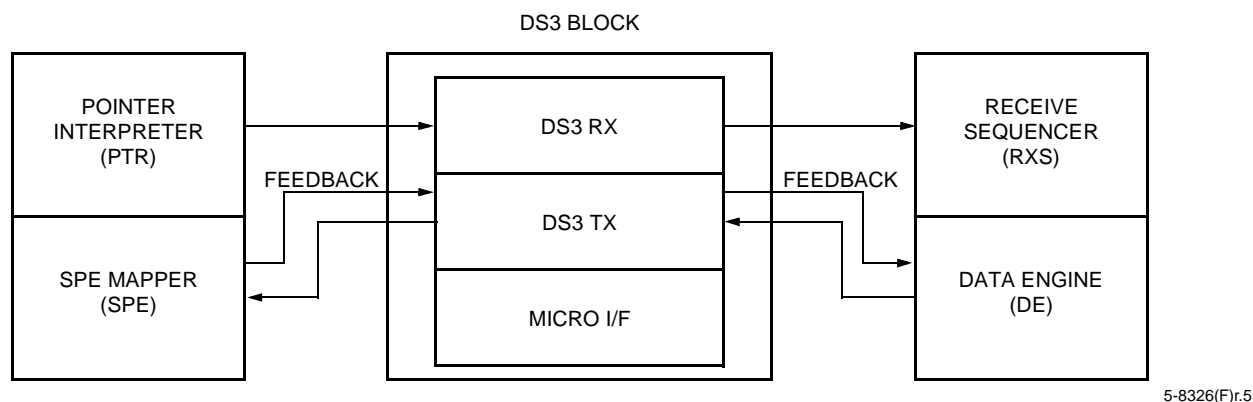 DS3 BLOCK
POINTER
INTERPRETER
(PTR)
DS3 RX
RECEIVE
SEQUENCER
(RXS)
FEEDBACK
FEEDBACK
DS3 TX
SPE MAPPER
(SPE)
DATA ENGINE
(DE)
MICRO I/F
5-8326(F)r.5